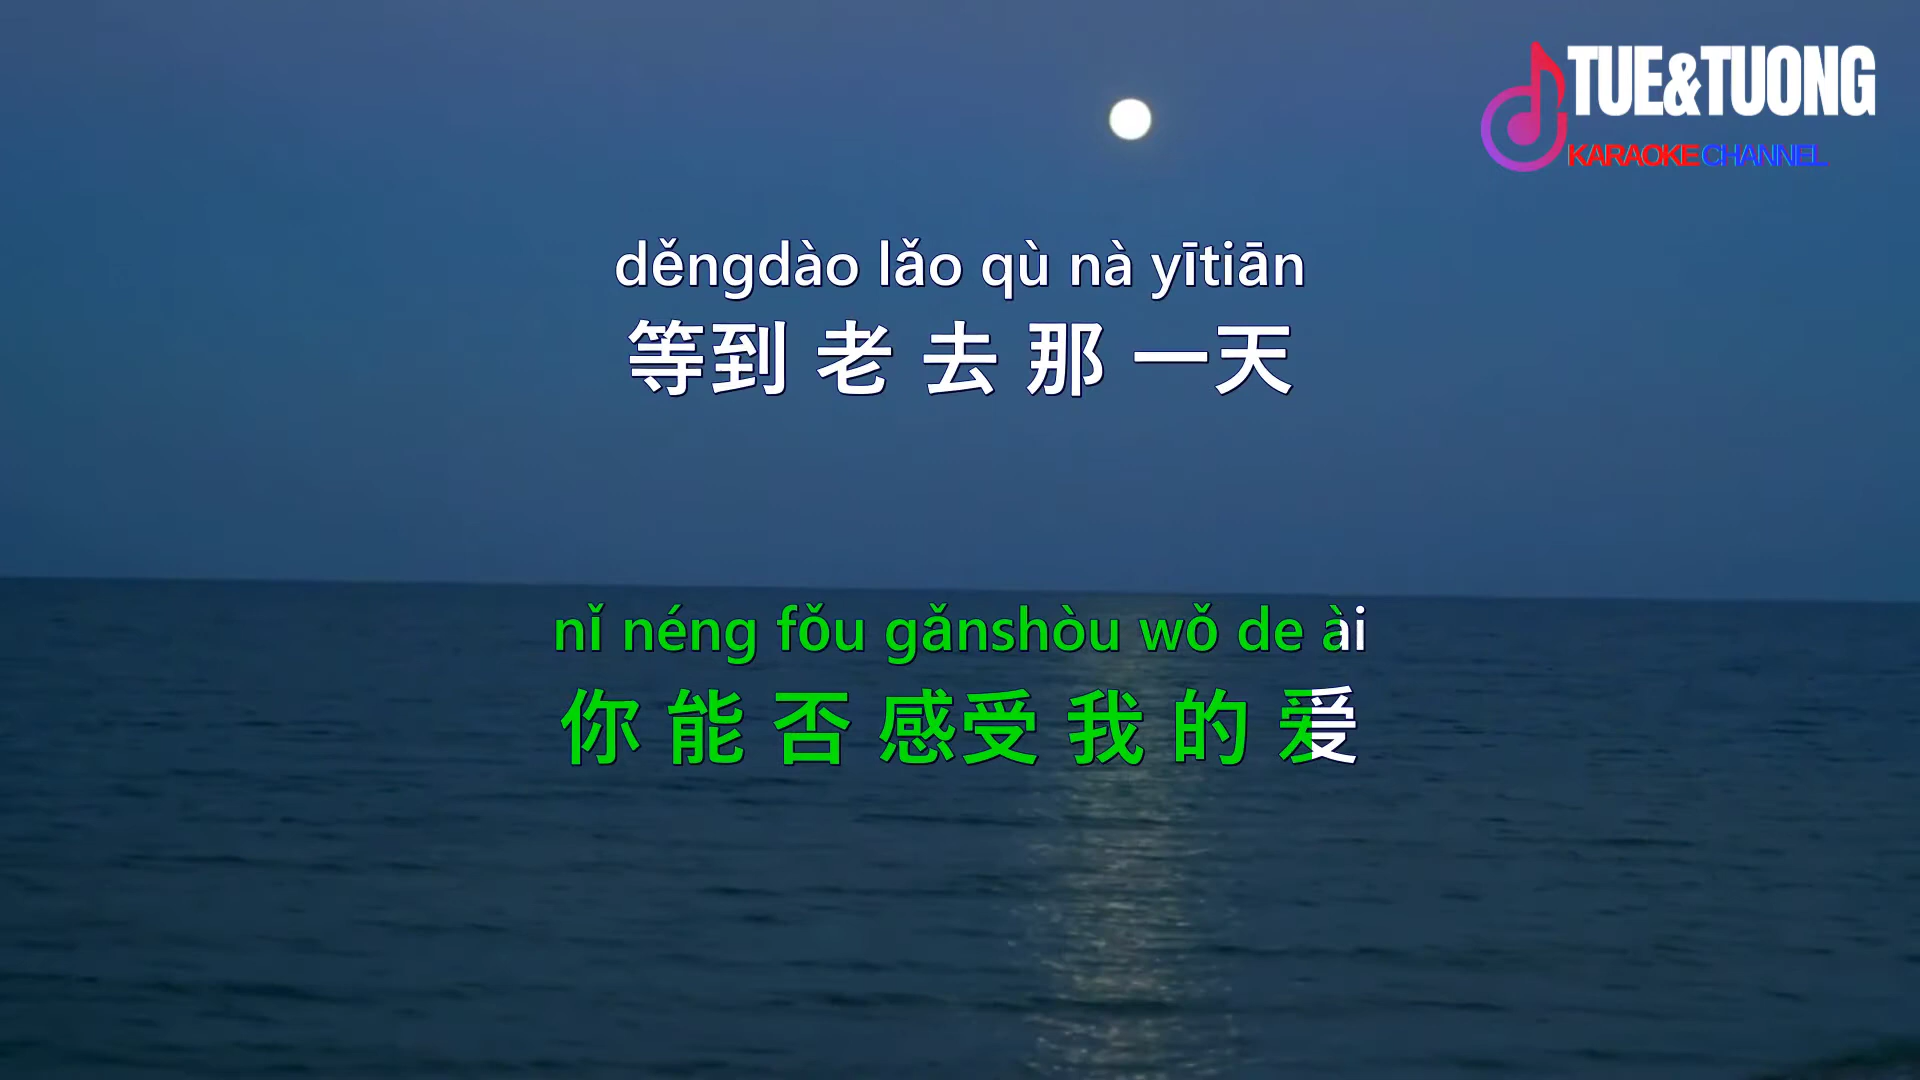 TUE&TUONG
KARAOKE CHANNEL
děngdào lǎo qù nà yītiān
等到 老 去 那 一天
nǐ néng fǒu gǎnshòu wǒ de ài
你 能 否 感受 我 的 爱